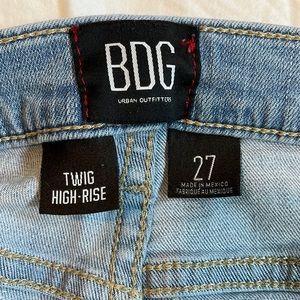 BDG
URBAN OUTFITTERS
TWIG
HIGH-RISE
27
MADE IN MEXICO
FABRIQUÉ AU MEXIQUE